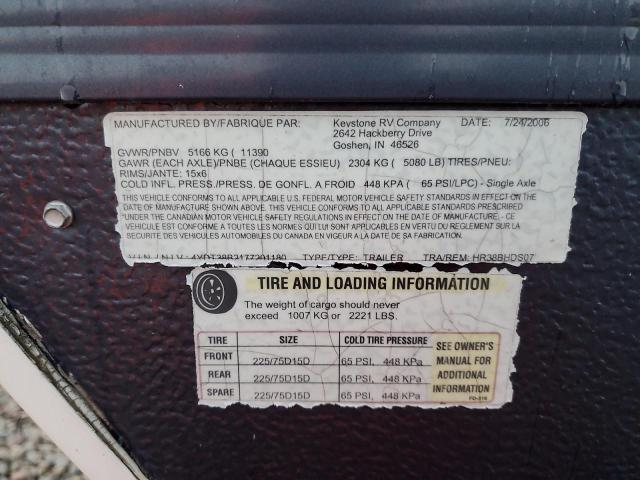 MANUFACTURED BY/FABRIQUE PAR: Keystone RV Company DATE: 7/24/2006
2642 Hackberry Drive
Goshen, IN 46526
GVWR/PNBV 5166 KG ( 11390
GAWR (EACH AXLE)/PNBE (CHAQUE ESSIEU) 2304 KG ( 5080 LB) TIRES/PNEU:
RIMS/JANTE: 15x6
COLD INFL. PRESS./PRESS. DE GONFL. A FROID 448 KPA ( 65 PSI/LPC) - Single Axle
THIS VEHICLE CONFORMS TO ALL APPLICABLE U.S. FEDERAL MOTOR VEHICLE SAFETY STANDARDS IN EFFECT ON THE
DATE OF MANUFACTURE SHOWN ABOVE. THIS VEHICLE CONFORMS TO ALL APPLICABLE STANDARDS PRESCRIBED
UNDER THE CANADIAN MOTOR VEHICLE SAFETY REGULATIONS IN EFFECT ON THE DATE OF MANUFACTURE. - CE
VEHICULE EST CONFORME A TOUTES LES NORMES QUI LUI SONT APPLICABLES EN VERTU DU REGLEMENT SUR LA
SECURITE DES VEHICULES AUTOMOBILES DU CANADA EN VIGUEUR A LA DATE DE SA FABRICATION.
V.I.N. / N.I.V.: TYPE/TYPE: TRAILER TRA/REM: HR38BHDS07
TIRE AND LOADING INFORMATION
The weight of cargo should never
exceed 1007 KG or 2221 LBS.
TIRE SIZE COLD TIRE PRESSURE
FRONT 225/75D15D 65 PSI, 448 KPa
REAR 225/75D15D 65 PSI, 448 KPa
SPARE 225/75D15D 65 PSI, 448 KPa
SEE OWNER'S
MANUAL FOR
ADDITIONAL
INFORMATION